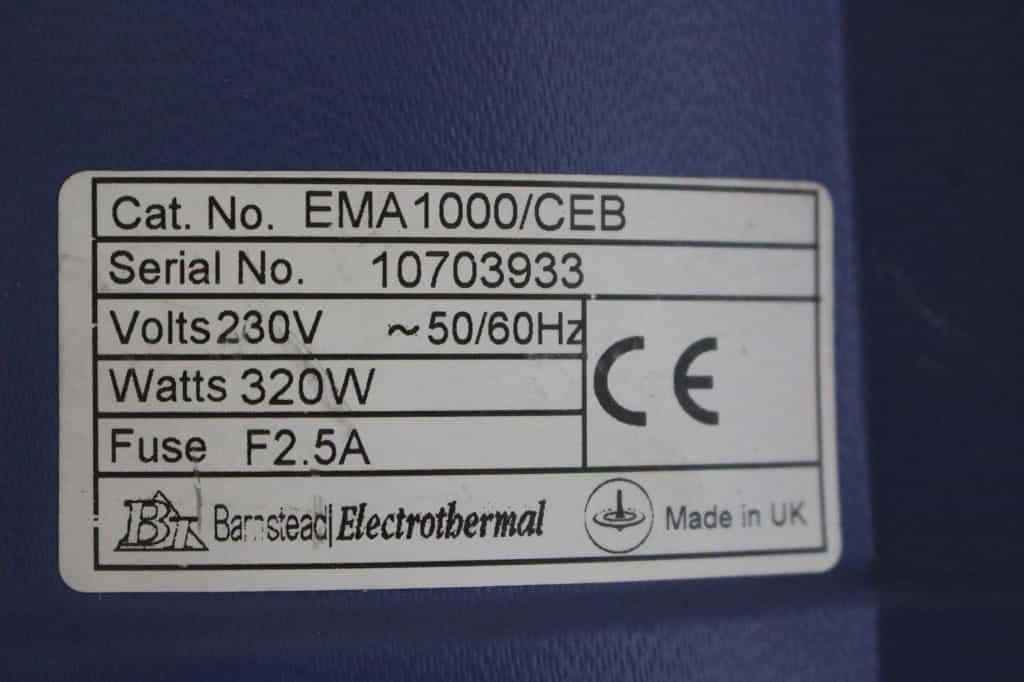 Cat. No. EMA1000/CEB
Serial No. 10703933
Volts 230V ~50/60Hz
Watts 320W
Fuse F2.5A
CE
BT Barnstead|Electrothermal
Made in UK